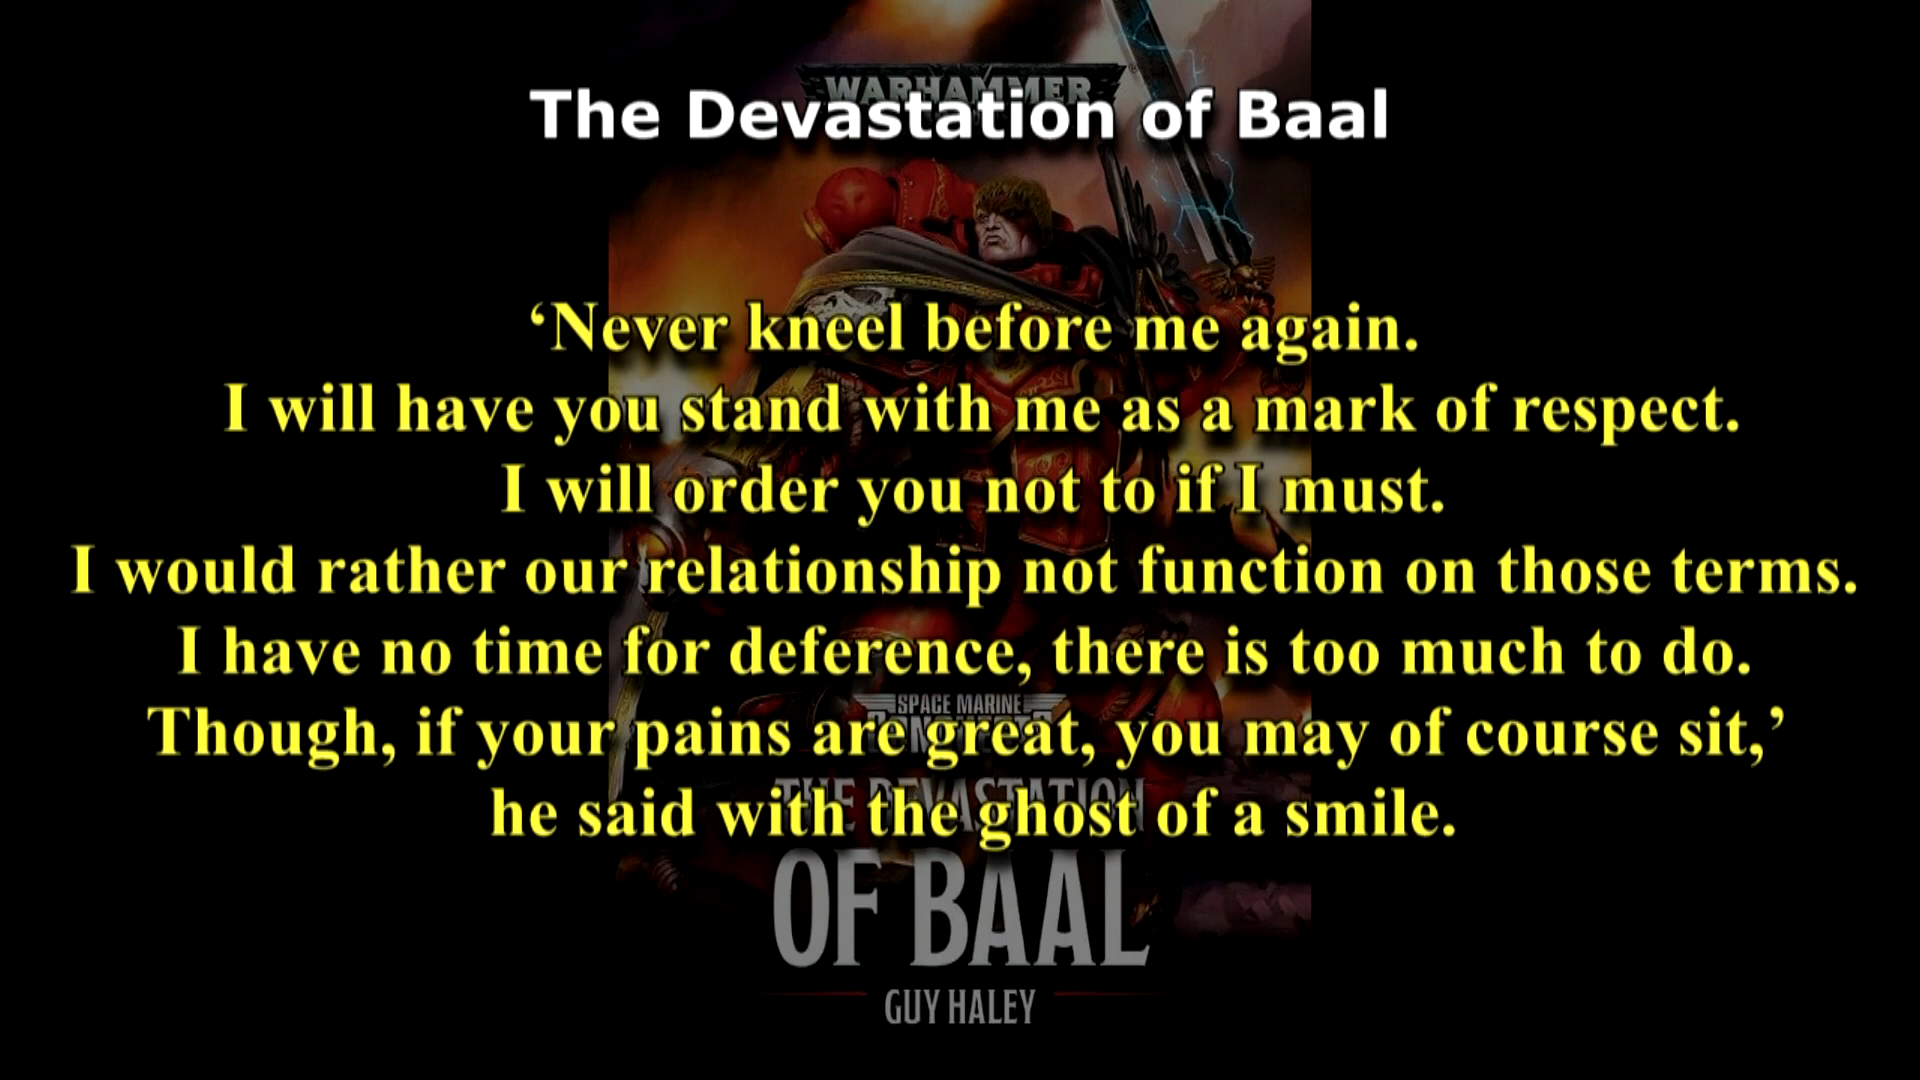 WARHAMMER
The Devastation of Baal
‘Never kneel before me again.
I will have you stand with me as a mark of respect.
I will order you not to if I must.
I would rather our relationship not function on those terms.
I have no time for deference, there is too much to do.
SPACE MARINE
Though, if your pains are great, you may of course sit,’
THE DEVASTATION
he said with the ghost of a smile.
OF BAAL
GUY HALEY